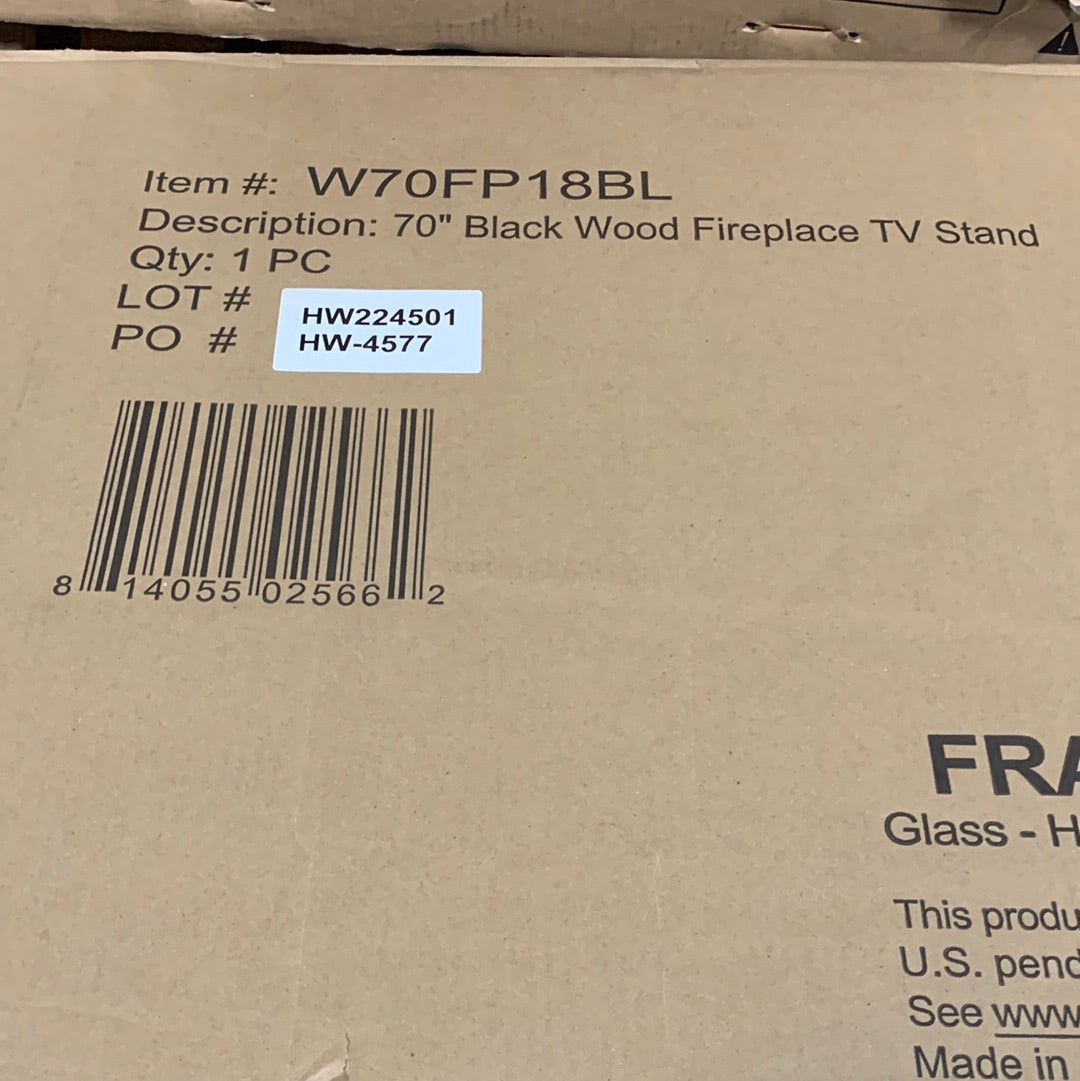 Item #: W70FP18BL
Description: 70" Black Wood Fireplace TV Stand
Qty: 1 PC
LOT # HW224501
PO # HW-4577
8 14055 02566 2
FRA
Glass - H
This produ
U.S. pend
See www
Made in